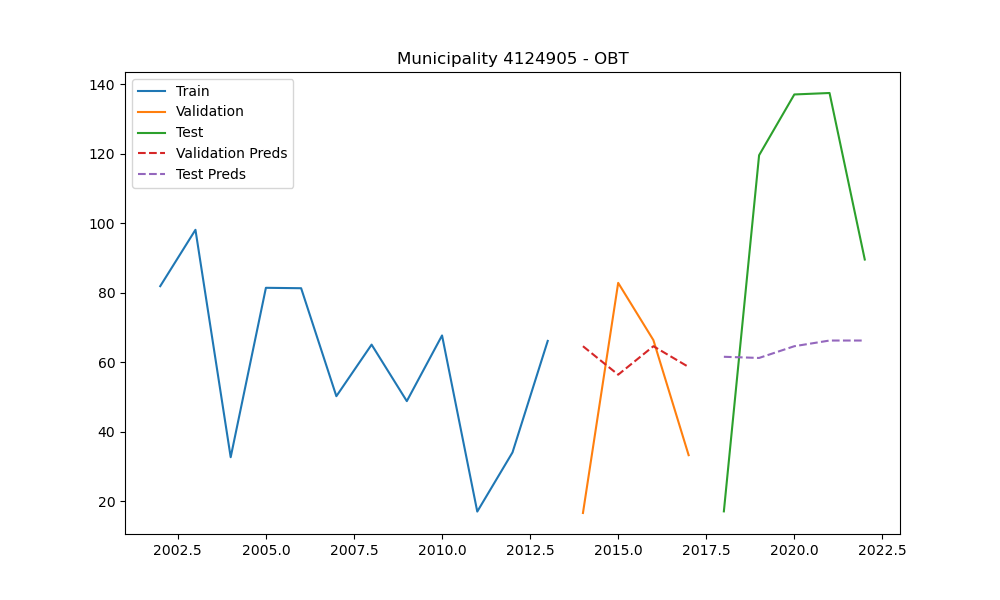 Municipality 4124905 - OBT
Train
Validation
Test
Validation Preds
Test Preds
140
120
100
80
60
40
20
2002.5 2005.0 2007.5 2010.0 2012.5 2015.0 2017.5 2020.0 2022.5